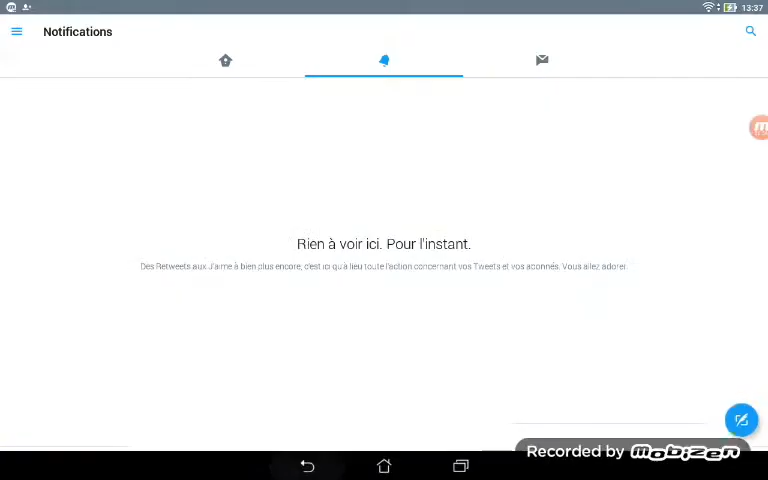 13:37
Notifications
Rien à voir ici. Pour l'instant.
Des Retweets aux J'aime à bien plus encore, c'est ici qu'a lieu toute l'action concernant vos Tweets et vos abonnés. Vous allez adorer.
Recorded by mobizen